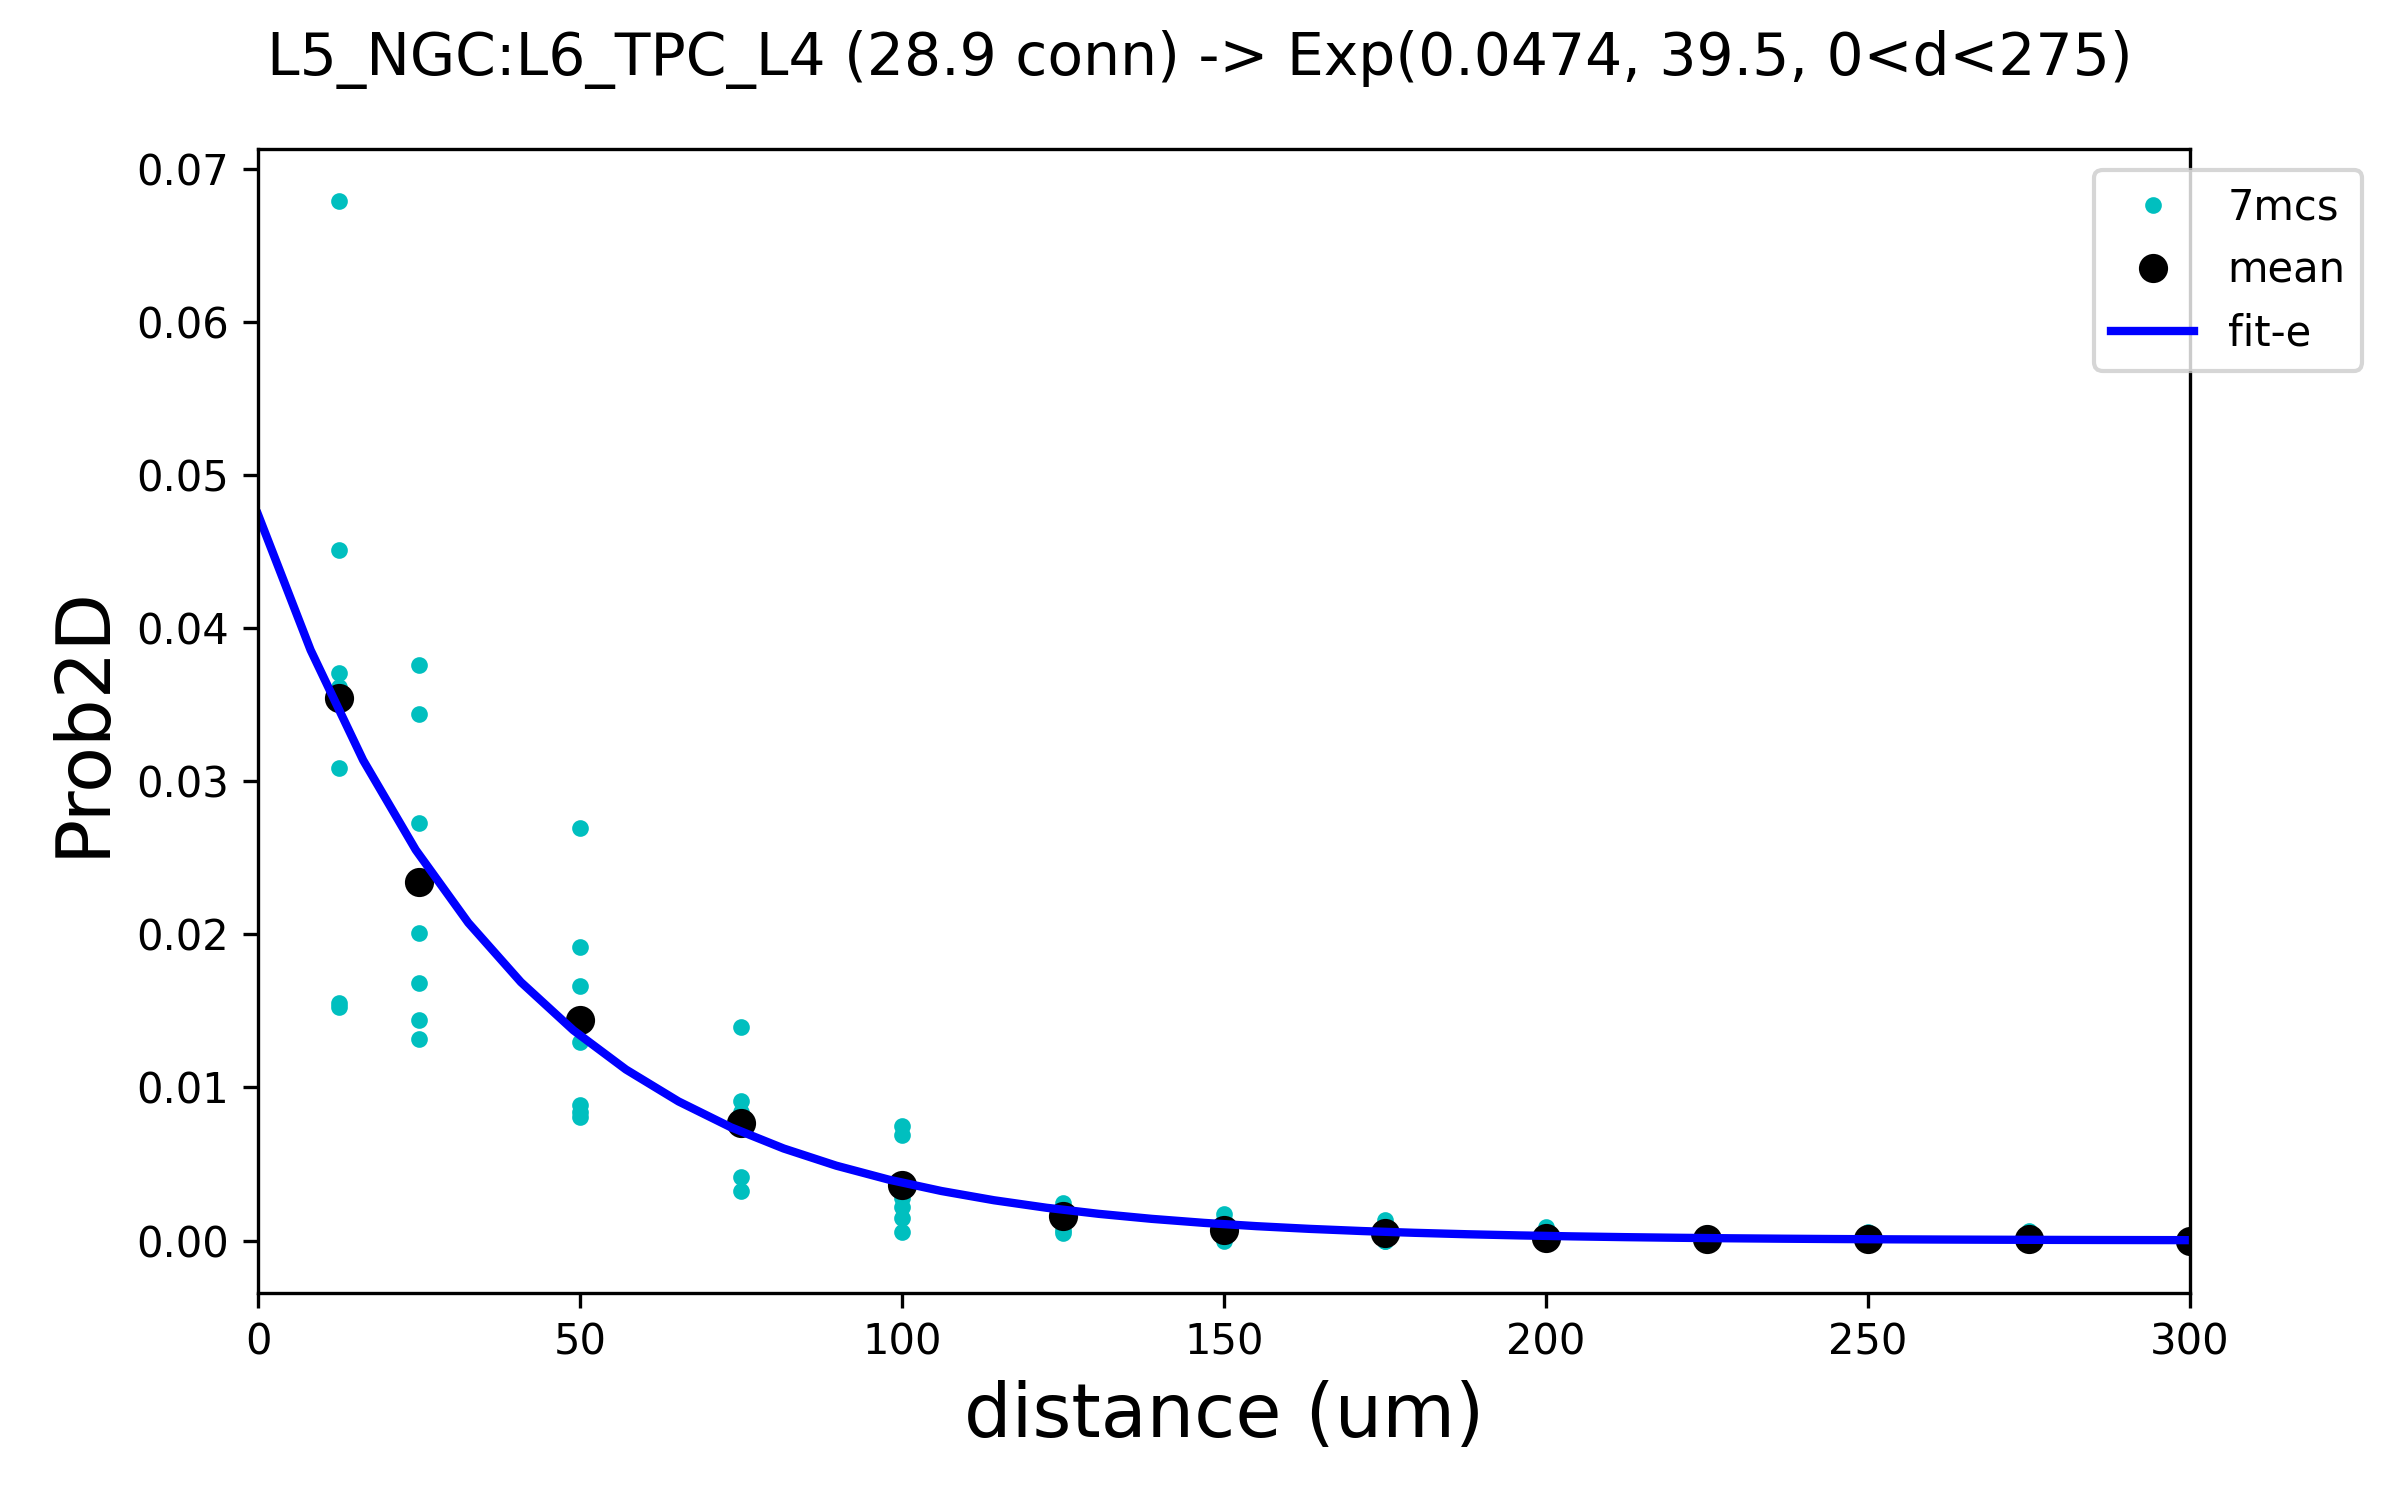 L5_NGC:L6_TPC_L4 (28.9 conn) -> Exp(0.0474, 39.5, 0<d<275)
0.07
0.06
0.05
0.04
0.03
0.02
0.01
0.00
Prob2D
7mcs
mean
fit-e
0 50 100 150 200 250 300
distance (um)